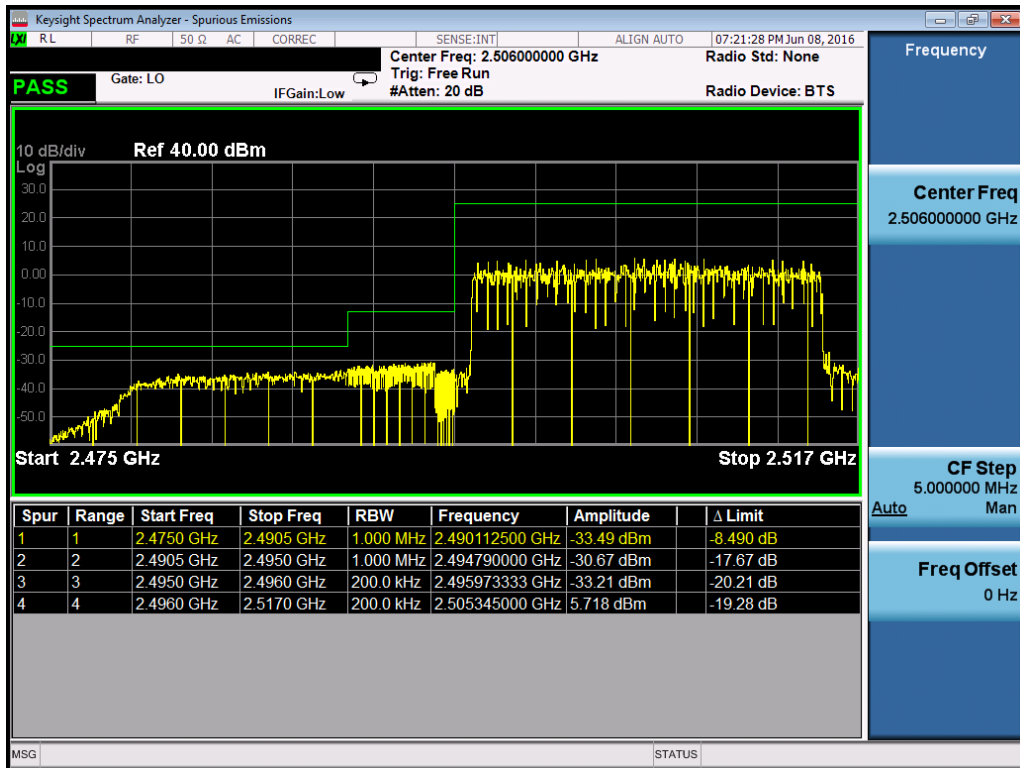 Keysight Spectrum Analyzer - Spurious Emissions
LXI RL RF 50 Ω AC CORREC SENSE:INT ALIGN AUTO 07:21:28 PM Jun 08, 2016
Center Freq: 2.506000000 GHz Radio Std: None
Trig: Free Run
PASS Gate: LO
IFGain:Low #Atten: 20 dB Radio Device: BTS
10 dB/div Ref 40.00 dBm
Log
30.0
20.0
10.0
0.00
-10.0
-20.0
-30.0
-40.0
-50.0
Start 2.475 GHz Stop 2.517 GHz
Spur Range Start Freq Stop Freq RBW Frequency Amplitude Δ Limit
1 1 2.4750 GHz 2.4905 GHz 1.000 MHz 2.490112500 GHz -33.49 dBm -8.490 dB
2 2 2.4905 GHz 2.4950 GHz 1.000 MHz 2.494790000 GHz -30.67 dBm -17.67 dB
3 3 2.4950 GHz 2.4960 GHz 200.0 kHz 2.495973333 GHz -33.21 dBm -20.21 dB
4 4 2.4960 GHz 2.5170 GHz 200.0 kHz 2.505345000 GHz 5.718 dBm -19.28 dB
MSG STATUS
Frequency
Center Freq
2.506000000 GHz
CF Step
5.000000 MHz
Auto Man
Freq Offset
0 Hz